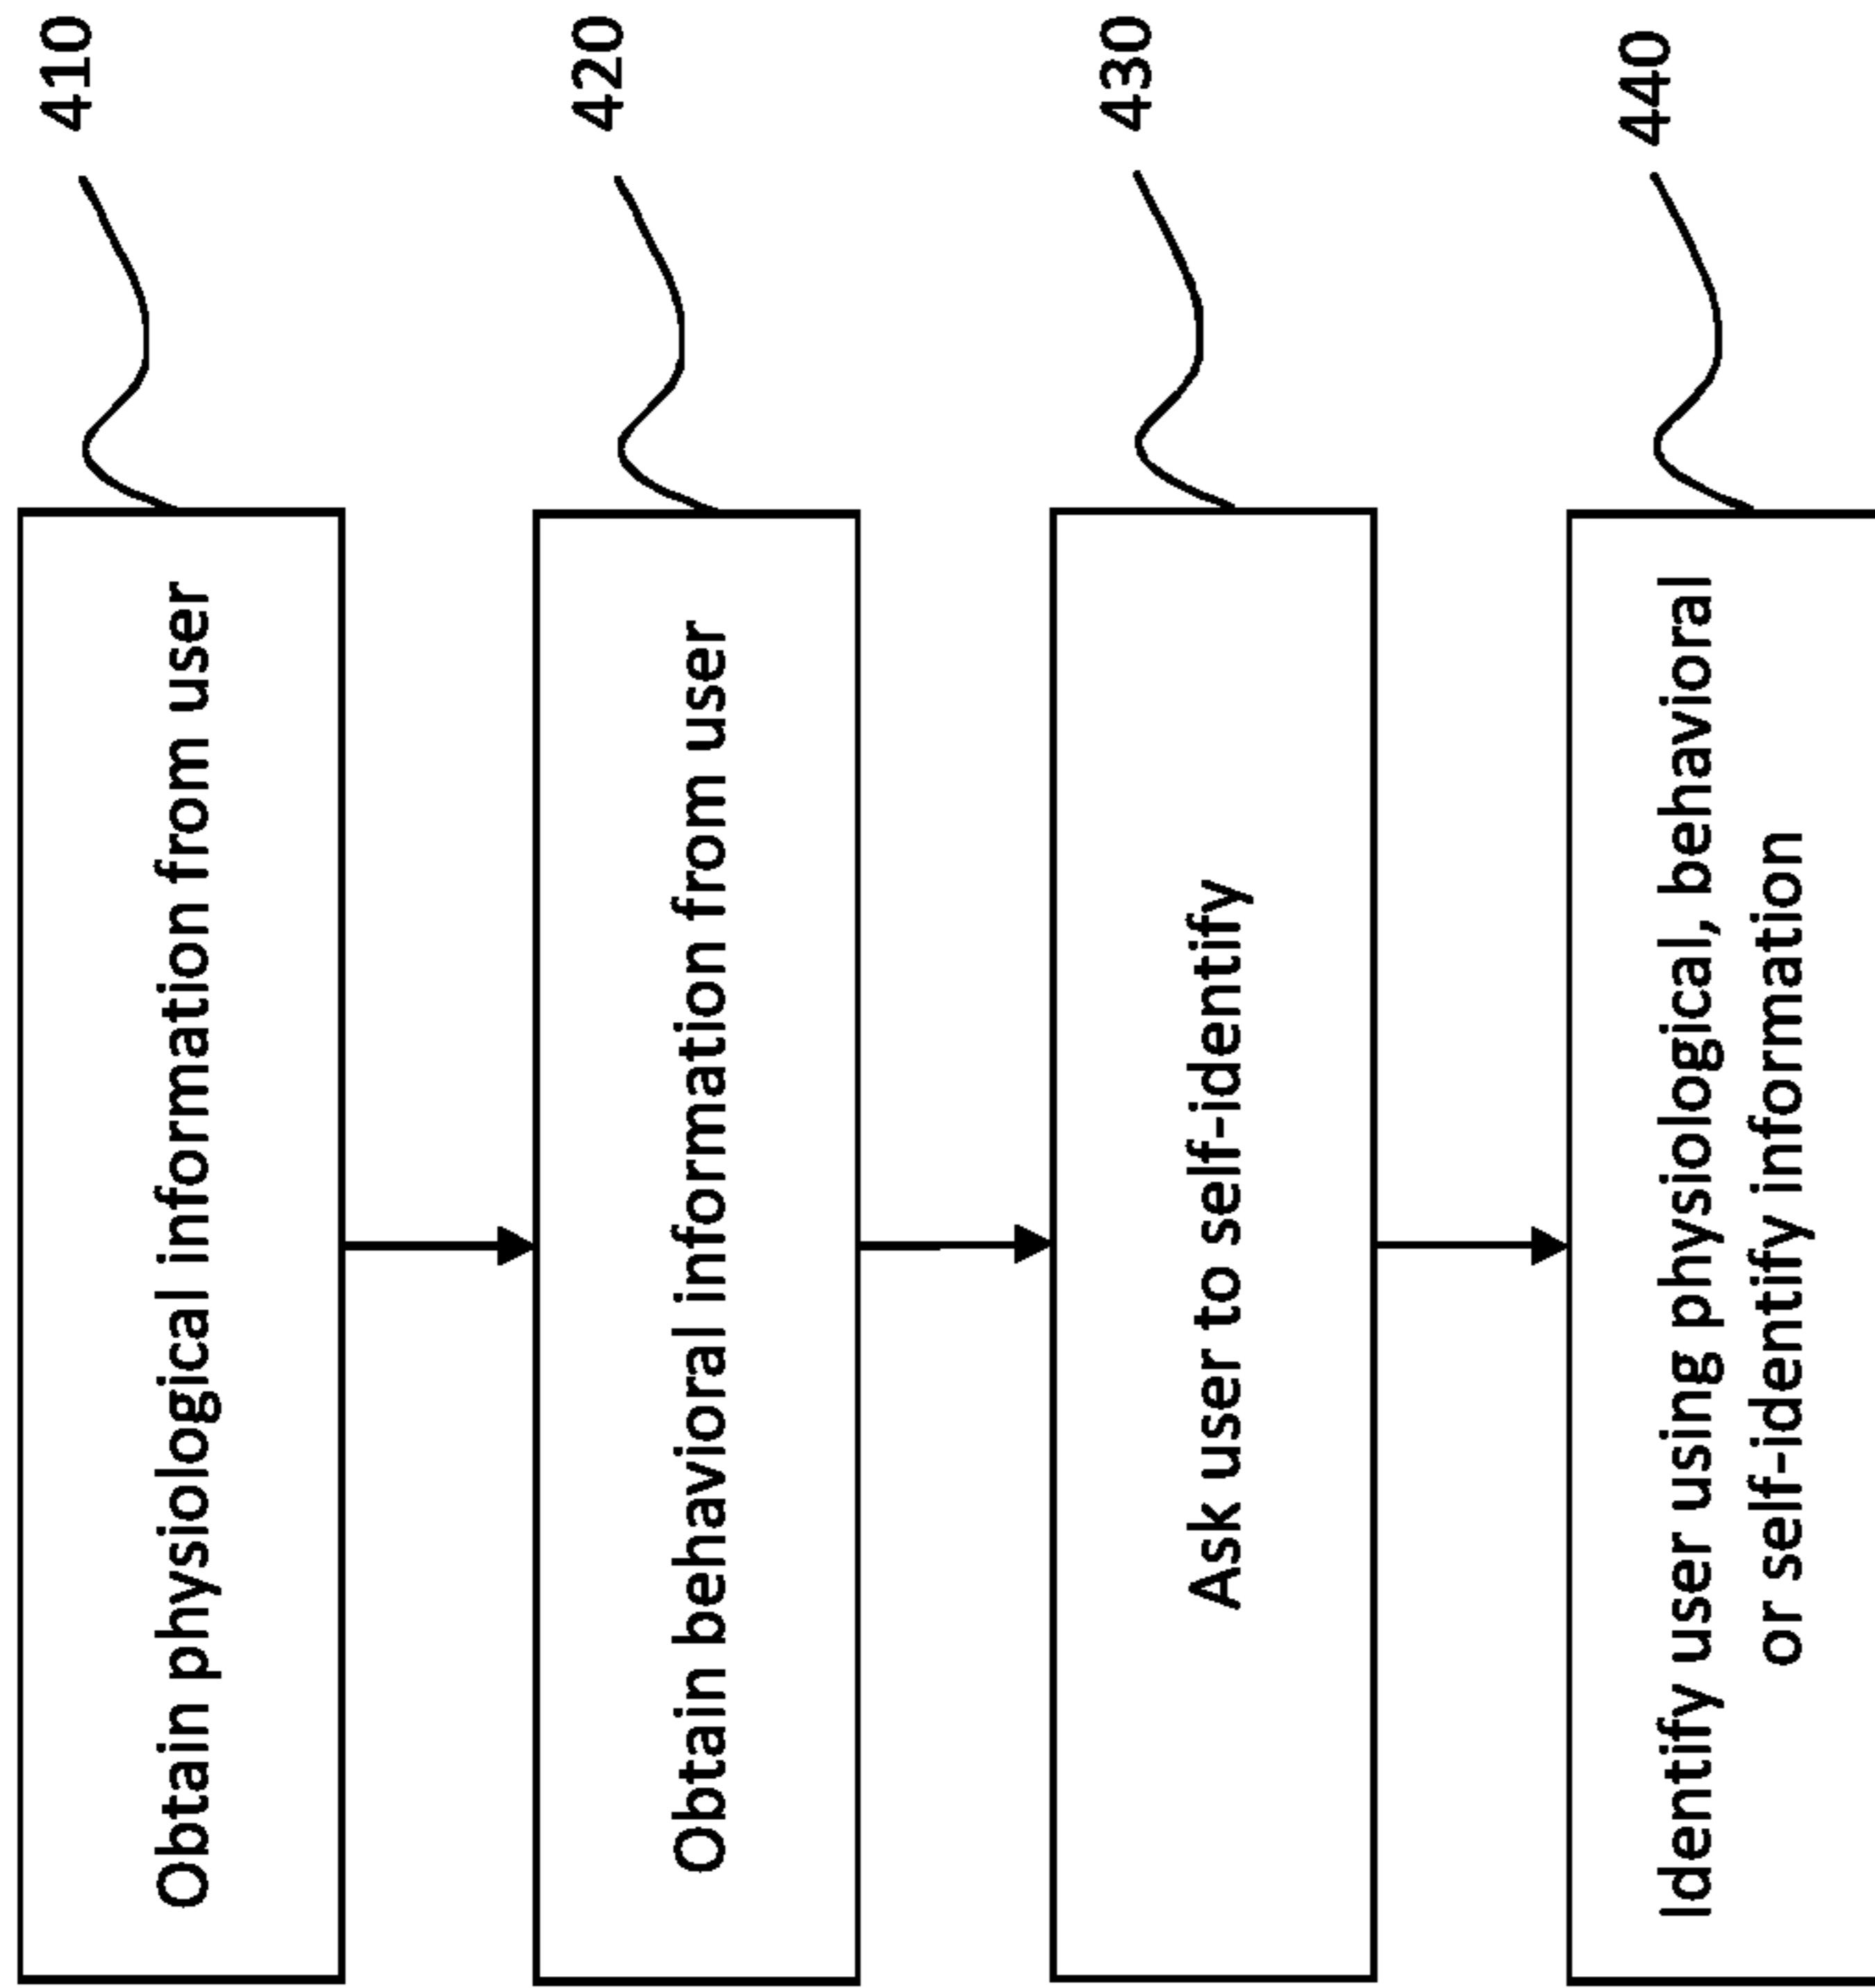 Obtain physiological information from user
410
Obtain behavioral information from user
420
Ask user to self-identify
430
Identify user using physiological, behavioral
or self-identify information
440